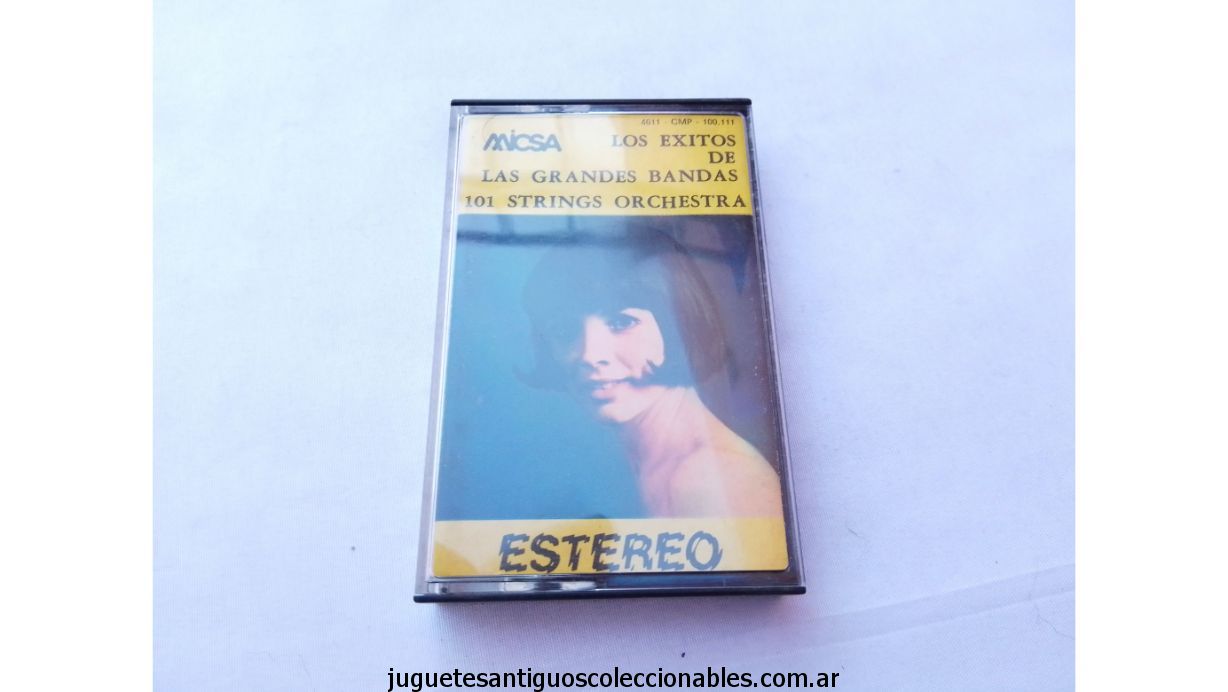 4611 - CMP - 100.111
MICSA
LOS EXITOS
DE
LAS GRANDES BANDAS
101 STRINGS ORCHESTRA
ESTEREO
juguetesantiguoscoleccionables.com.ar